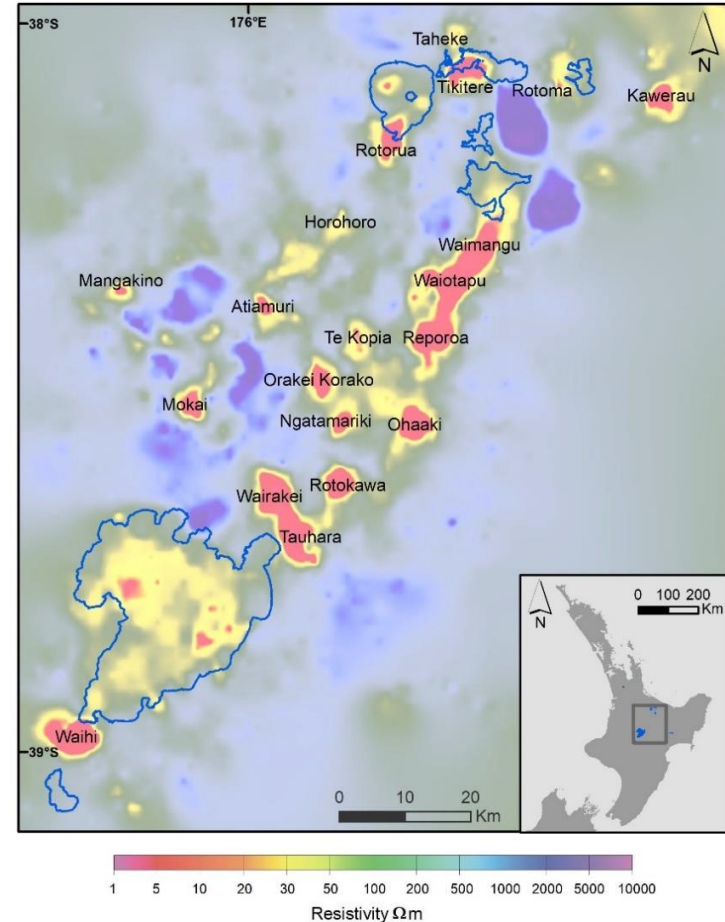 38°S
176°E
N
Taheke
Tikitere
Rotoma
Kawerau
Rotorua
Horohoro
Waimangu
Mangakino
Waiotapu
Atiamuri
Te Kopia
Reporoa
Orakei Korako
Mokai
Ngatamariki
Ohaaki
Wairakei
Rotokawa
Tauhara
0 100 200
Km
N
Waihi
39°S
0 10 20
Km
1 5 10 20 30 50 100 200 500 1000 2000 5000 10000
Resistivity Ωm